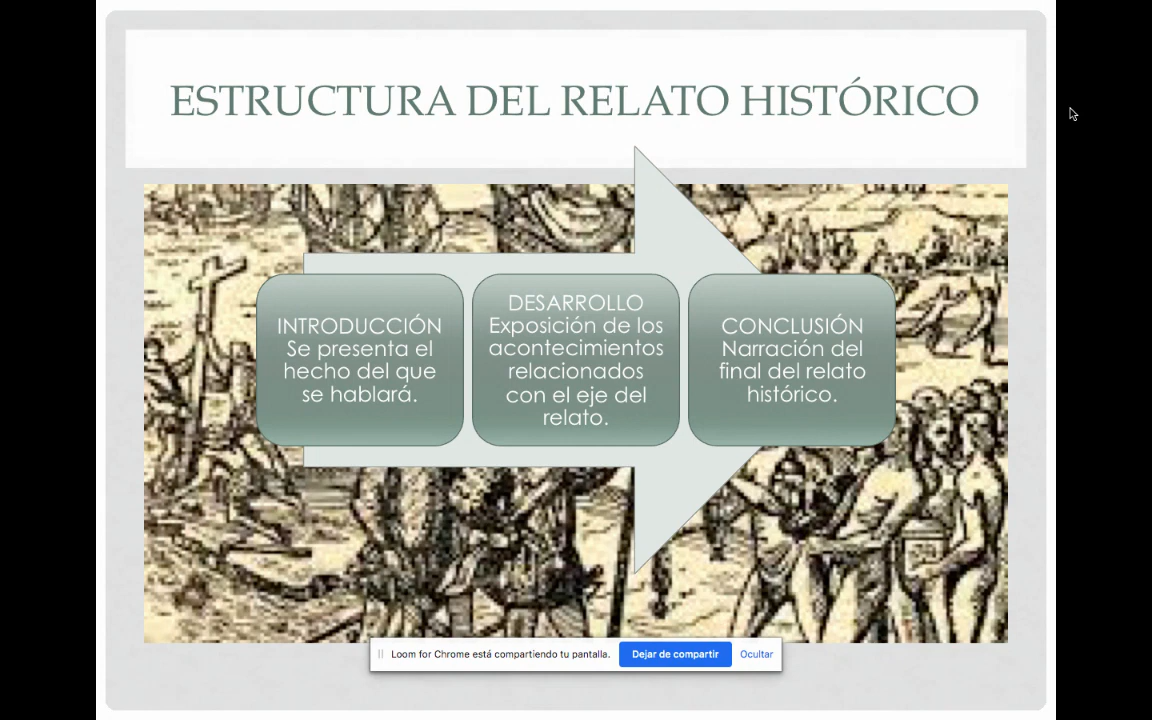 ESTRUCTURA DEL RELATO HISTÓRICO
INTRODUCCIÓN
Se presenta el
hecho del que
se hablará.
DESARROLLO
Exposición de los
acontecimientos
relacionados
con el eje del
relato.
CONCLUSIÓN
Narración del
final del relato
histórico.
Loom for Chrome está compartiendo tu pantalla. Dejar de compartir Ocultar